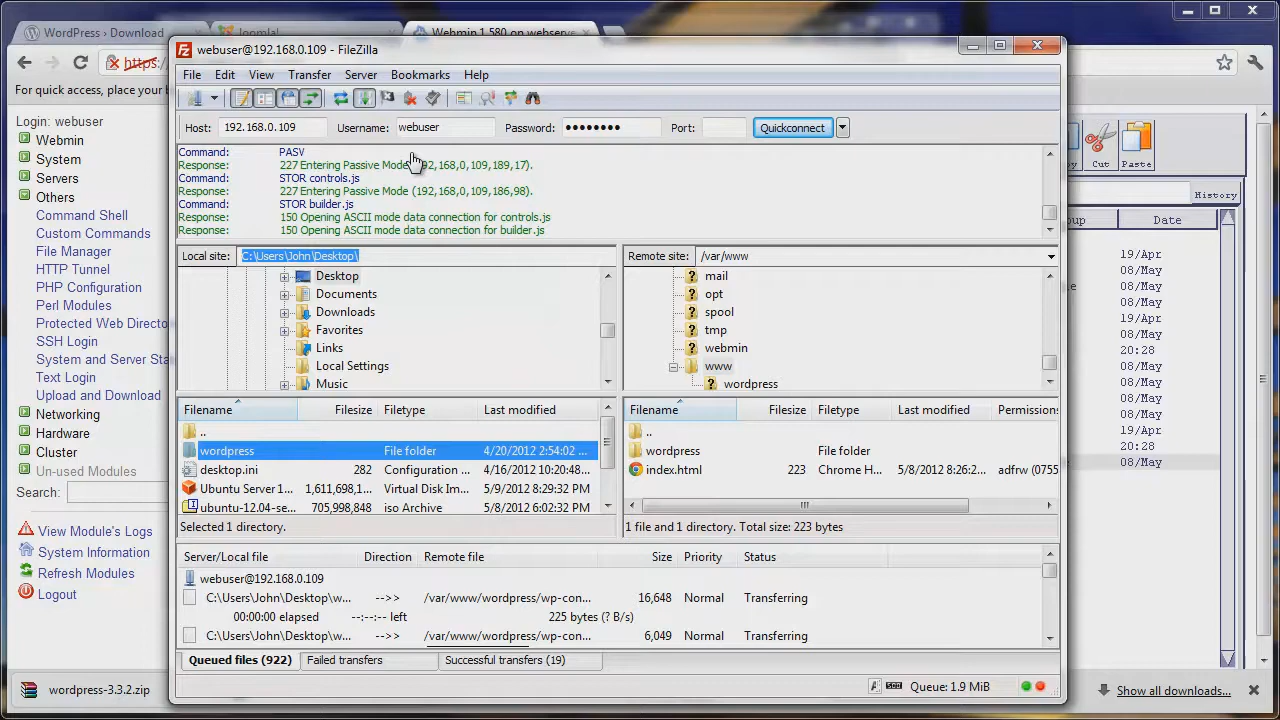 WordPress › Download
Joomla!
Webmin 1.580 on webserve
webuser@192.168.0.109 - FileZilla
https:/
For quick access, place your b
File Edit View Transfer Server Bookmarks Help
Host: 192.168.0.109 Username: webuser Password: ●●●●●●●● Port: Quickconnect
Login: webuser
Webmin
System
Servers
Others
Command Shell
Custom Commands
File Manager
HTTP Tunnel
PHP Configuration
Perl Modules
Protected Web Directo
SSH Login
System and Server Sta
Text Login
Upload and Download
Networking
Hardware
Cluster
Un-used Modules
Search:
View Module's Logs
System Information
Refresh Modules
Logout
Command: PASV
Response: 227 Entering Passive Mode 92,168,0,109,189,17).
Command: STOR controls.js
Response: 227 Entering Passive Mode (192,168,0,109,186,98).
Command: STOR builder.js
Response: 150 Opening ASCII mode data connection for controls.js
Response: 150 Opening ASCII mode data connection for builder.js
Local site: C:\Users\John\Desktop\
Desktop
Documents
Downloads
Favorites
Links
Local Settings
Music
Remote site: /var/www
mail
opt
spool
tmp
webmin
www
wordpress
Filename Filesize Filetype Last modified
..
wordpress File folder 4/20/2012 2:54:02 ...
desktop.ini 282 Configuration ... 4/16/2012 10:20:48...
Ubuntu Server 1... 1,611,698,1... Virtual Disk Im... 5/9/2012 8:29:32 PM
ubuntu-12.04-se... 705,998,848 iso Archive 5/8/2012 6:02:32 PM
Selected 1 directory.
Filename Filesize Filetype Last modified Permissions
..
wordpress File folder
index.html 223 Chrome H... 5/8/2012 8:26:2... adfrw (0755
1 file and 1 directory. Total size: 223 bytes
Server/Local file Direction Remote file Size Priority Status
webuser@192.168.0.109
C:\Users\John\Desktop\w... -->> /var/www/wordpress/wp-con... 16,648 Normal Transferring
00:00:00 elapsed --:--:-- left 225 bytes (? B/s)
C:\Users\John\Desktop\w... -->> /var/www/wordpress/wp-con... 6,049 Normal Transferring
Queued files (922) Failed transfers Successful transfers (19)
Queue: 1.9 MiB
Cut Paste
History
oup Date
19/Apr
08/May
08/May
08/May
19/Apr
08/May
20:28
08/May
08/May
08/May
08/May
19/Apr
20:28
08/May
wordpress-3.3.2.zip
Show all downloads...